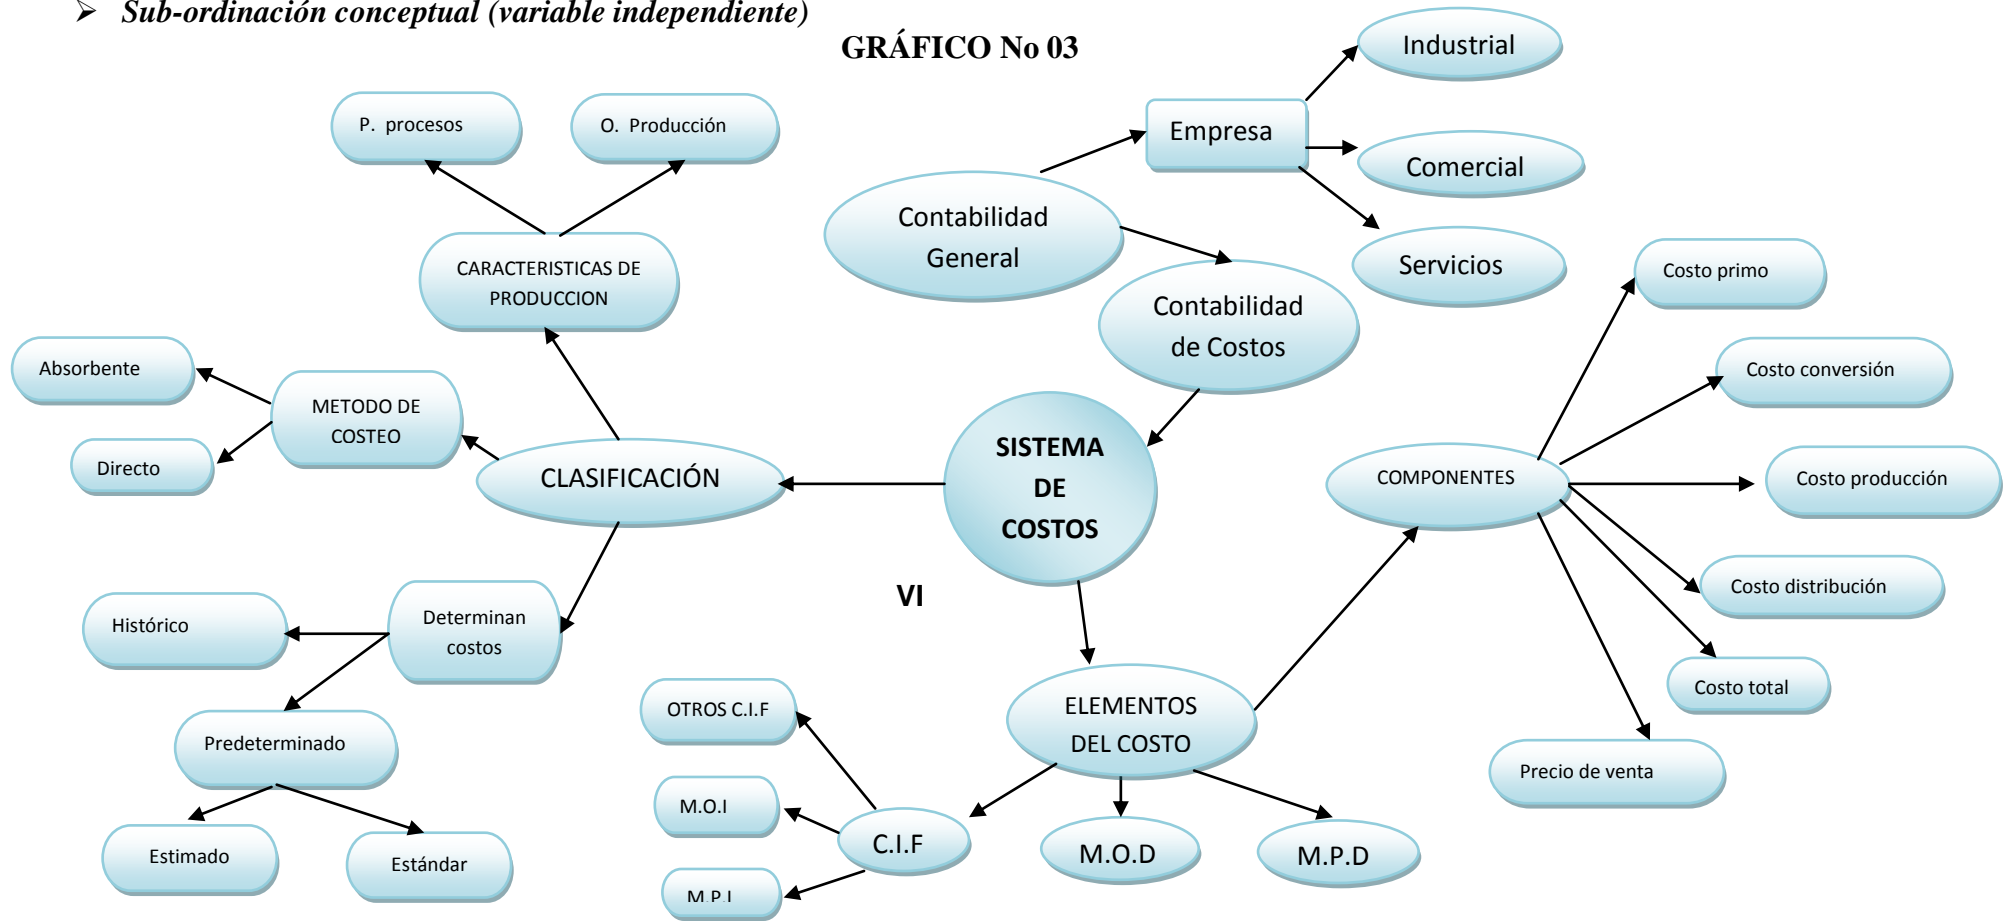 ➢ Sub-ordinación conceptual (variable independiente)
GRÁFICO No 03
Industrial
Empresa
Comercial
Servicios
Contabilidad
General
Contabilidad
de Costos
P. procesos
O. Producción
CARACTERISTICAS DE
PRODUCCION
Absorbente
METODO DE
COSTEO
Directo
CLASIFICACIÓN
SISTEMA
DE
COSTOS
VI
COMPONENTES
Costo primo
Costo conversión
Costo producción
Costo distribución
Costo total
Precio de venta
Determinan
costos
Histórico
Predeterminado
Estimado
Estándar
ELEMENTOS
DEL COSTO
OTROS C.I.F
M.O.I
M.P.I
C.I.F
M.O.D
M.P.D